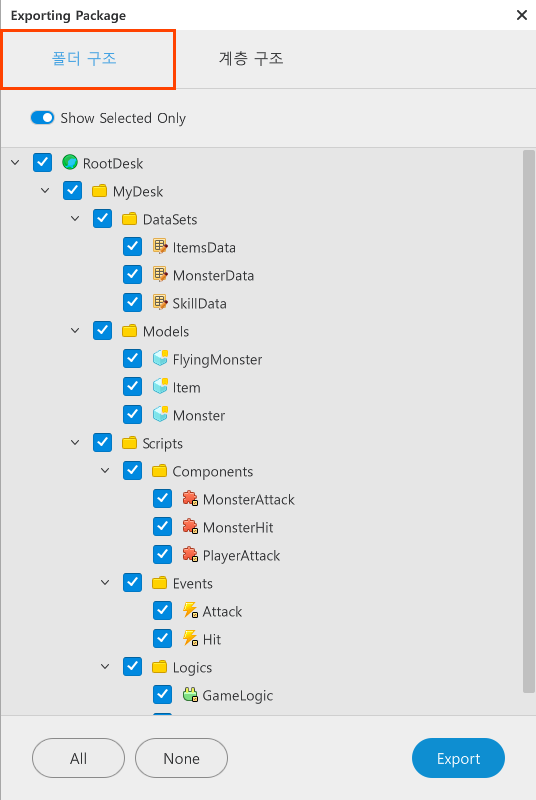 Exporting Package
폴더 구조
계층 구조
Show Selected Only
RootDesk
MyDesk
DataSets
ItemsData
MonsterData
SkillData
Models
FlyingMonster
Item
Monster
Scripts
Components
MonsterAttack
MonsterHit
PlayerAttack
Events
Attack
Hit
Logics
GameLogic
All
None
Export